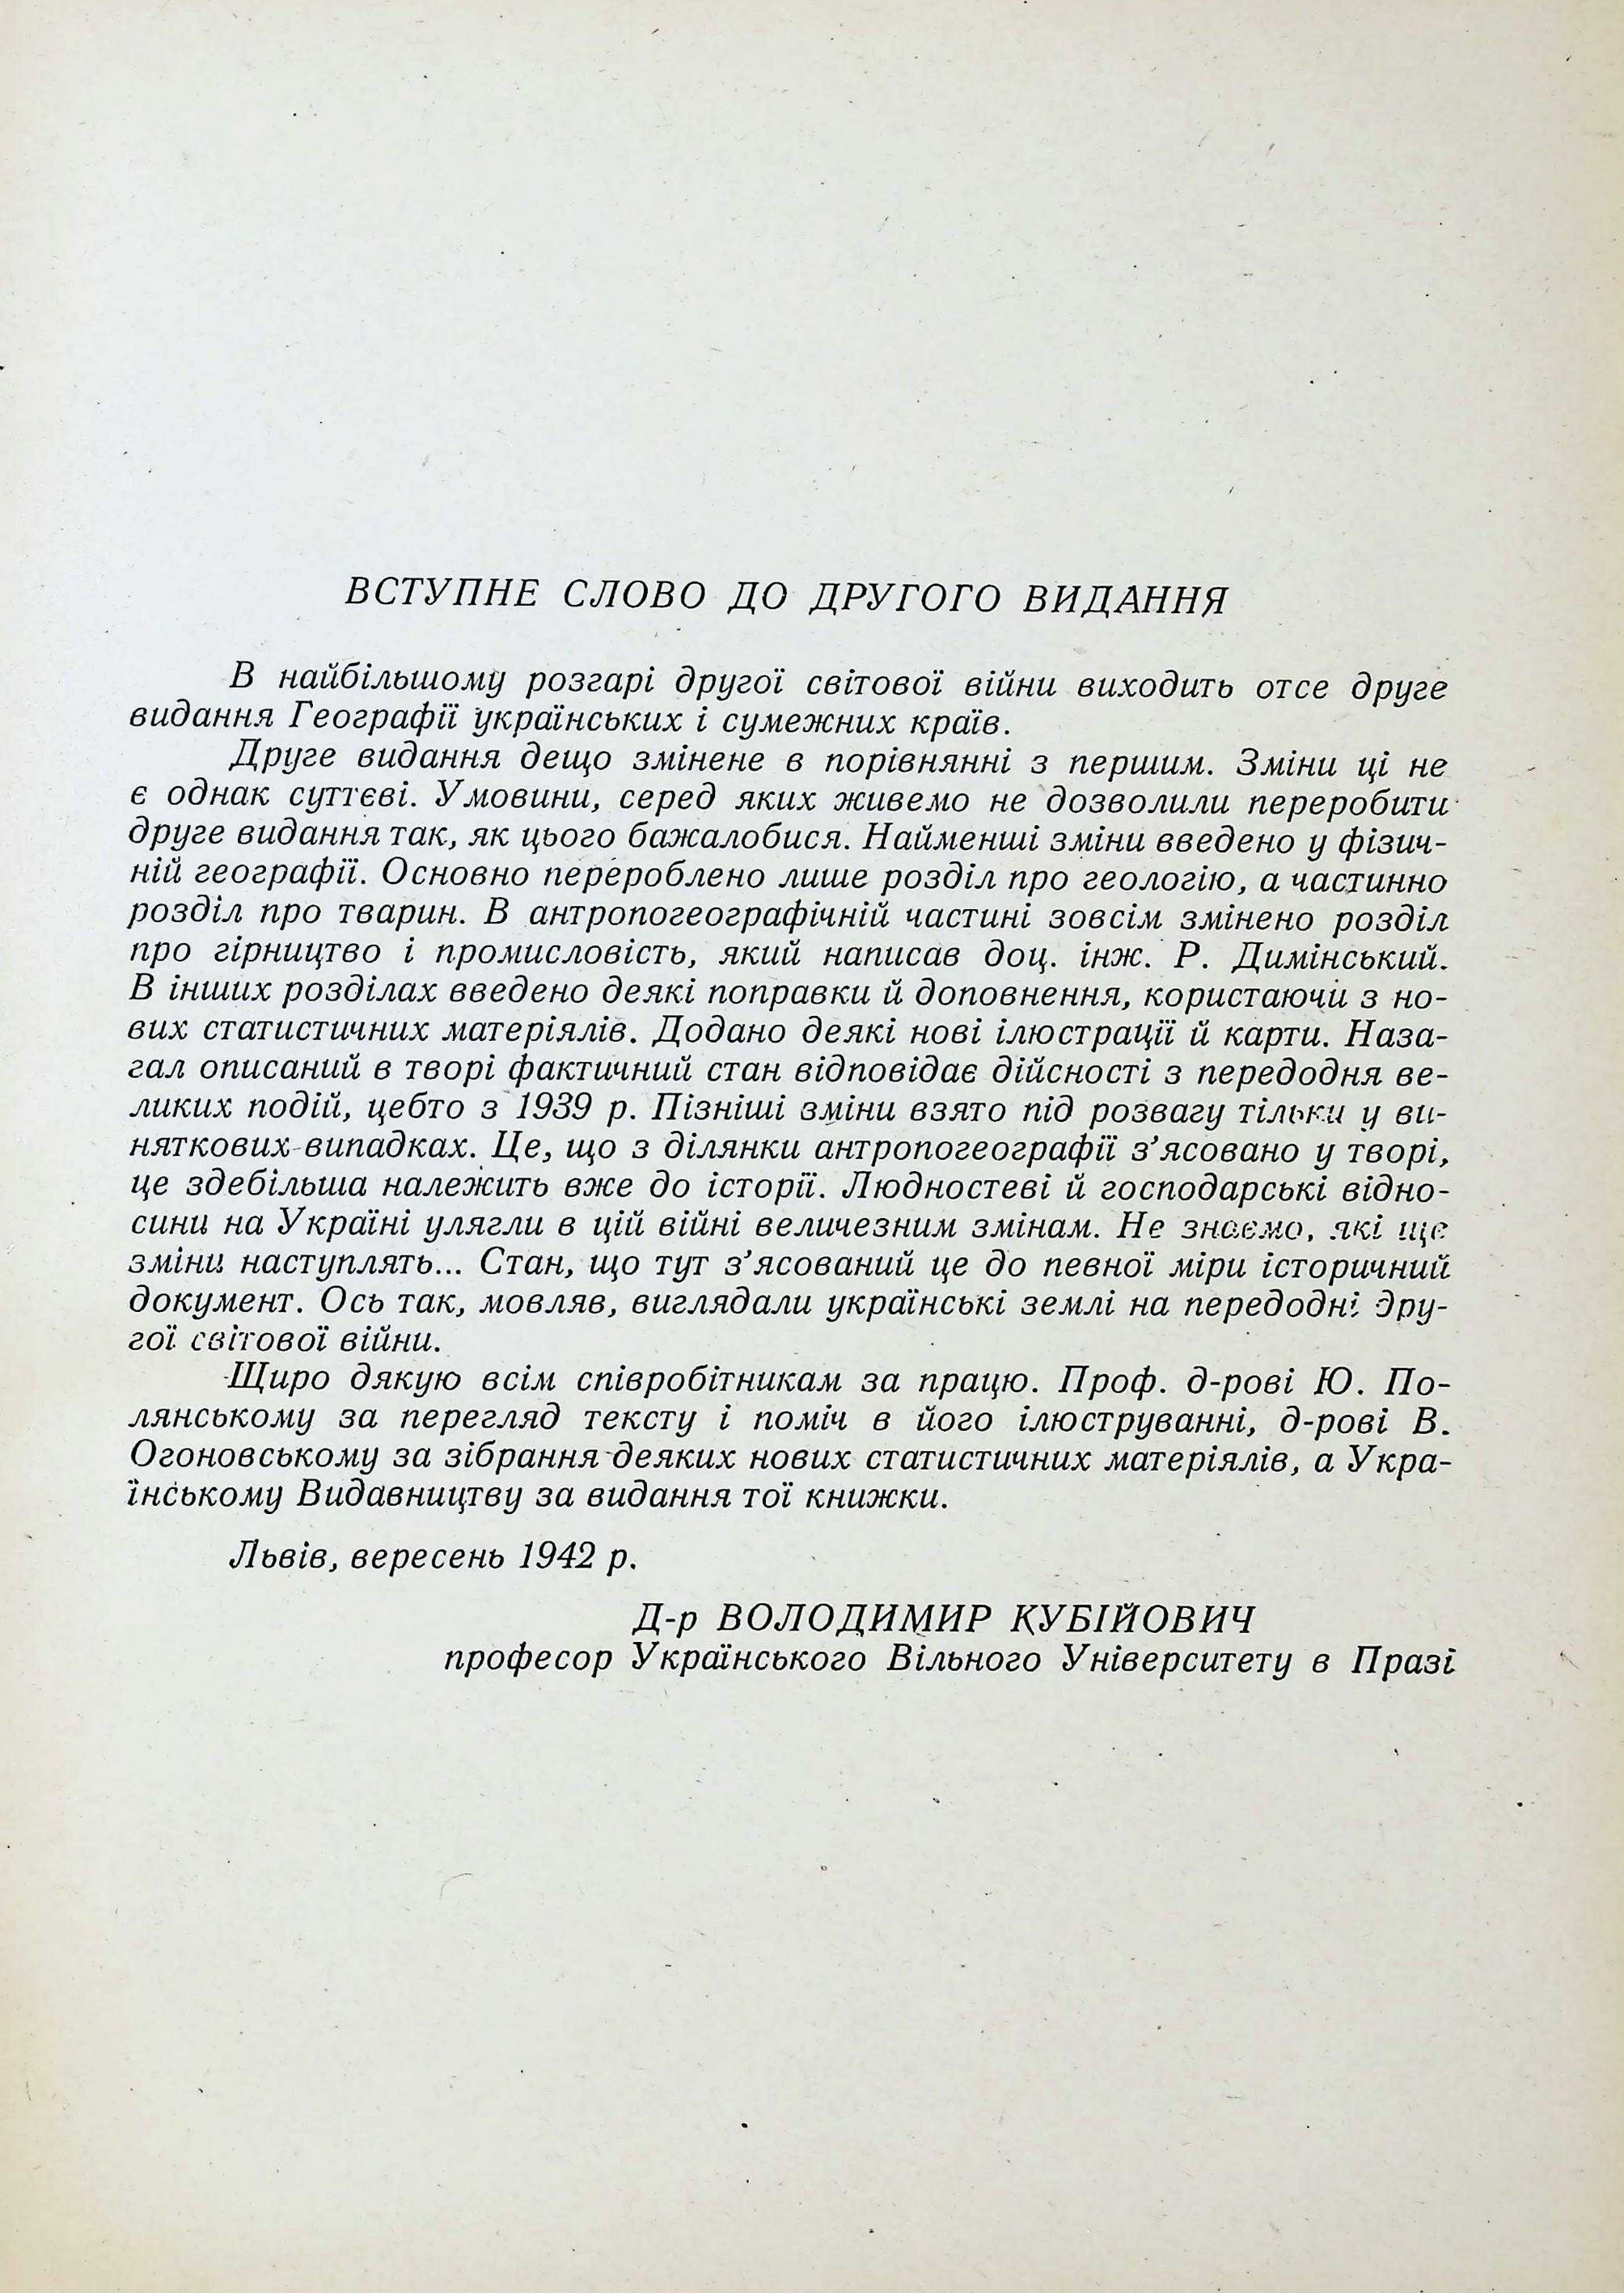 ВСТУПНЕ СЛОВО ДО ДРУГОГО ВИДАННЯ
В найбільшому розгарі другої світової війни виходить отсе друге
видання Географії українських і сумежних країв.
Друге видання дещо змінене в порівнянні з першим. Зміни ці не
є однак суттєві. Умовини, серед яких живемо не дозволили переробити
друге видання так, як цього бажалобися. Найменші зміни введено у фізич-
ній географії. Основно перероблено лише розділ про геологію, а частинно
розділ про тварин. В антропогеографічній частині зовсім змінено розділ
про гірництво і промисловість, який написав доц. інж. Р. Димінський.
В інших розділах введено деякі поправки й доповнення, користаючи з но-
вих статистичних матеріялів. Додано деякі нові ілюстрації й карти. Наза-
гал описаний в творі фактичний стан відповідає дійсності з передодня ве-
ликих подій, цебто з 1939 р. Пізніші зміни взято під розвагу тільки у ви-
няткових випадках. Це, що з ділянки антропогеографії з’ясовано у творі,
це здебільша належить вже до історії. Людностеві й господарські відно-
сини на Україні улягли в цій війні величезним змінам. Не знаємо, які ще
зміни наступлять... Стан, що тут з’ясований це до певної міри історичний
документ. Ось так, мовляв, виглядали українські землі на передодні дру-
гої світової війни.
Щиро дякую всім співробітникам за працю. Проф. д-рові Ю. По-
лянському за перегляд тексту і поміч в його ілюструванні, д-рові В.
Огоновському за зібрання деяких нових статистичних матеріялів, а Укра-
їнському Видавництву за видання тої книжки.
Львів, вересень 1942 р.
Д-р ВОЛОДИМИР КУБІЙОВИЧ
професор Українського Вільного Університету в Празі